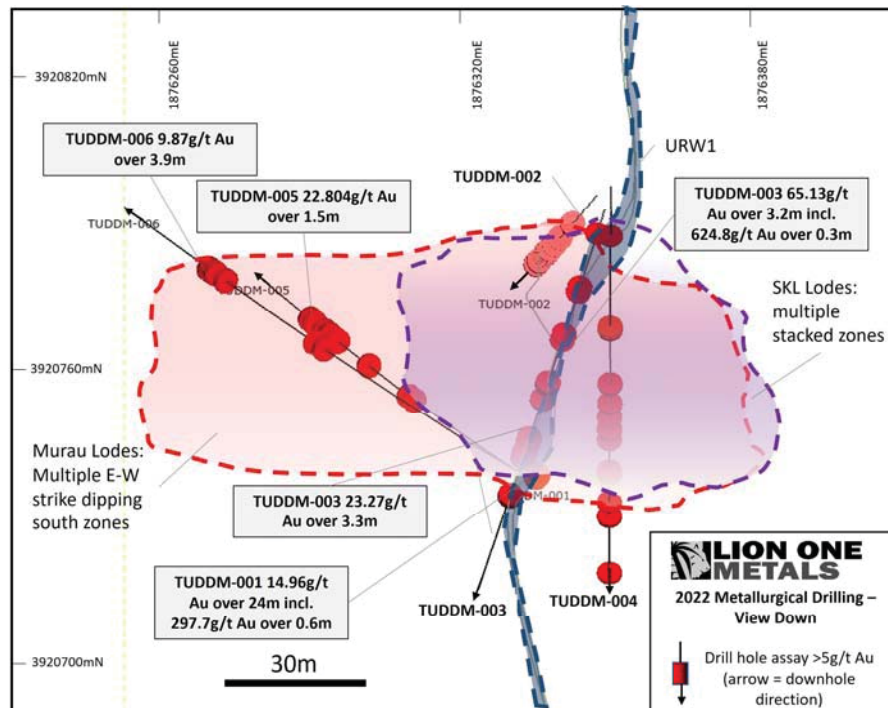 1876260mE
1876320mE
1876380mE
3920820mN
TUDDM-006 9.87g/t Au
over 3.9m
TUDDM-005 22.804g/t Au
over 1.5m
TUDDM-002
URW1
TUDDM-003 65.13g/t
Au over 3.2m incl.
624.8g/t Au over 0.3m
TUDDM-006
UDDM-005
TUDDM-002
SKL Lodes:
multiple
stacked zones
3920760mN
Murau Lodes:
Multiple E-W
strike dipping
south zones
TUDDM-003 23.27g/t
Au over 3.3m
DM-001
TUDDM-001 14.96g/t
Au over 24m incl.
297.7g/t Au over 0.6m
TUDDM-003
TUDDM-004
LION ONE
METALS
2022 Metallurgical Drilling –
View Down
Drill hole assay >5g/t Au
(arrow = downhole
direction)
3920700mN
30m